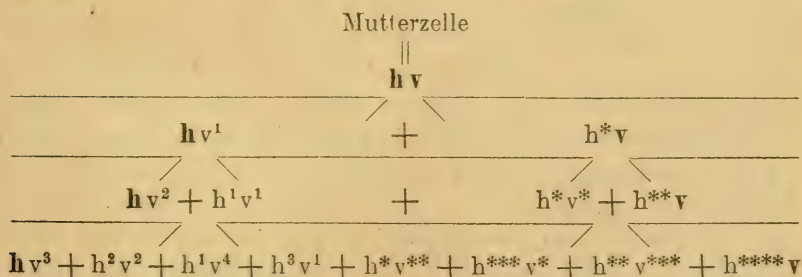 Mutterzelle
||
h v
h v¹ + h* v
h v² + h¹ v¹ + h* v* + h** v
h v³ + h² v² + h¹ v⁴ + h³ v¹ + h* v** + h*** v* + h** v*** + h**** v